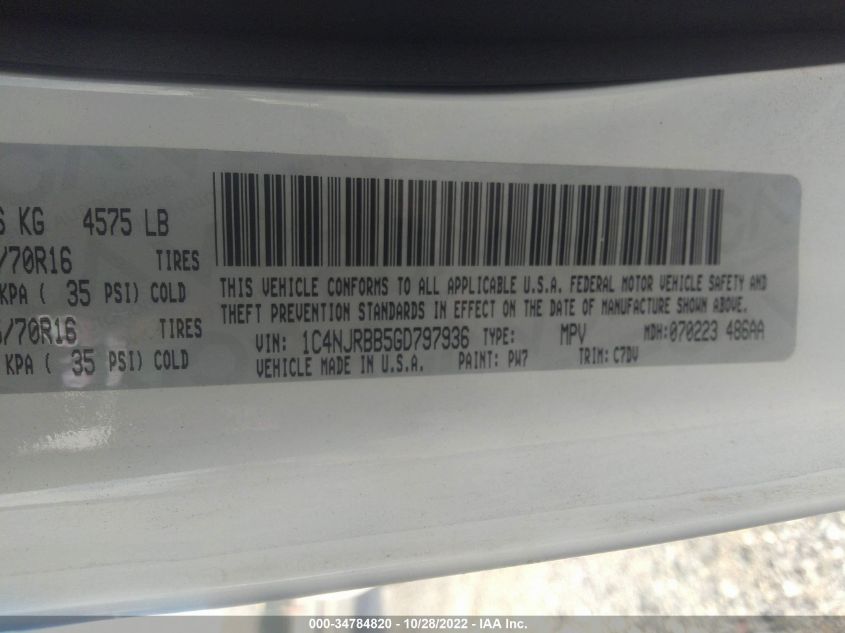 KG 4575 LB
/70R16 TIRES
KPA ( 35 PSI) COLD
/70R16 TIRES
KPA ( 35 PSI) COLD
THIS VEHICLE CONFORMS TO ALL APPLICABLE U.S.A. FEDERAL MOTOR VEHICLE SAFETY AND
THEFT PREVENTION STANDARDS IN EFFECT ON THE DATE OF MANUFACTURE SHOWN ABOVE.
VIN: 1C4NJRBB5GD797936 TYPE: MPV MDH:070223 486AA
VEHICLE MADE IN U.S.A. PAINT: PW7 TRIM: C7DV
000-34784820 - 10/28/2022 - IAA Inc.